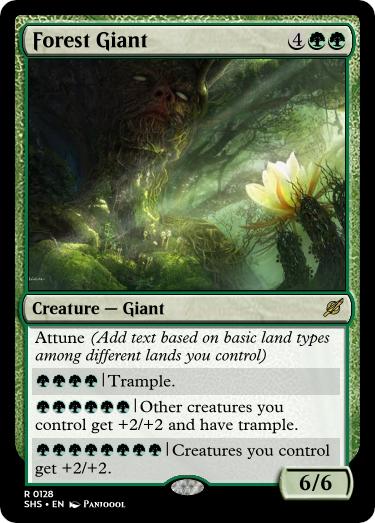 Forest Giant 4
Creature — Giant
Attune (Add text based on basic land types
among different lands you control)
Trample.
Other creatures you
control get +2/+2 and have trample.
Creatures you control
get +2/+2.
6/6
R 0128
SHS • EN PANTOOOL